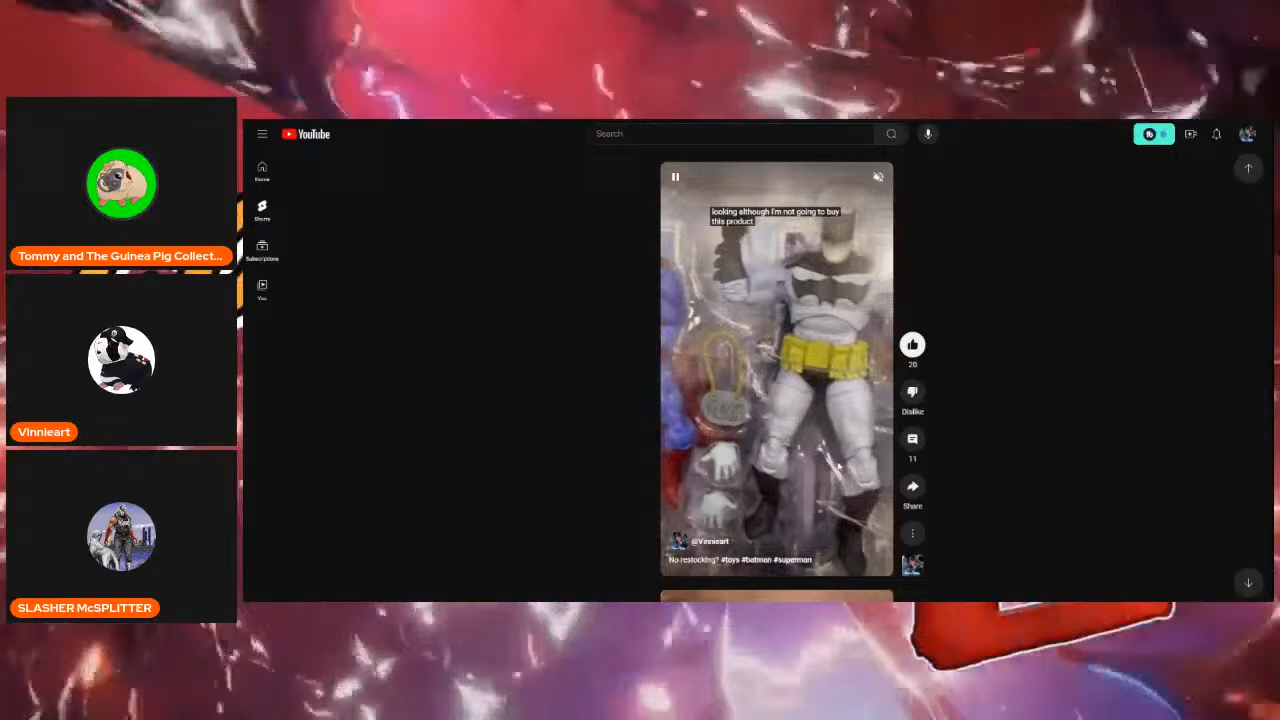 Tommy and The Guinea Pig Collect...
Vinnieart
SLASHER McSPLITTER
YouTube
Search
Home
Shorts
Subscriptions
You
looking although I'm not going to buy
this product
20
Dislike
11
Share
@Vinnieart
No restocking? #toys #batman #superman